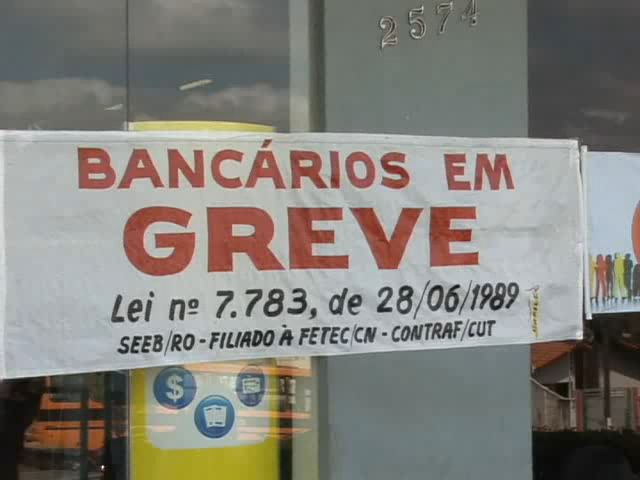 2574
BANCÁRIOS EM
GREVE
Lei nº 7.783, de 28/06/1989
SEEB/RO - FILIADO À FETEC/CN - CONTRAF/CUT
$